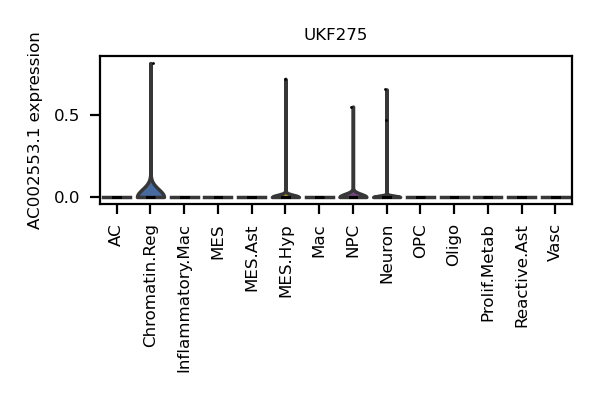 UKF275
AC002553.1 expression
0.5
0.0
AC
Chromatin.Reg
Inflammatory.Mac
MES
MES.Ast
MES.Hyp
Mac
NPC
Neuron
OPC
Oligo
Prolif.Metab
Reactive.Ast
Vasc